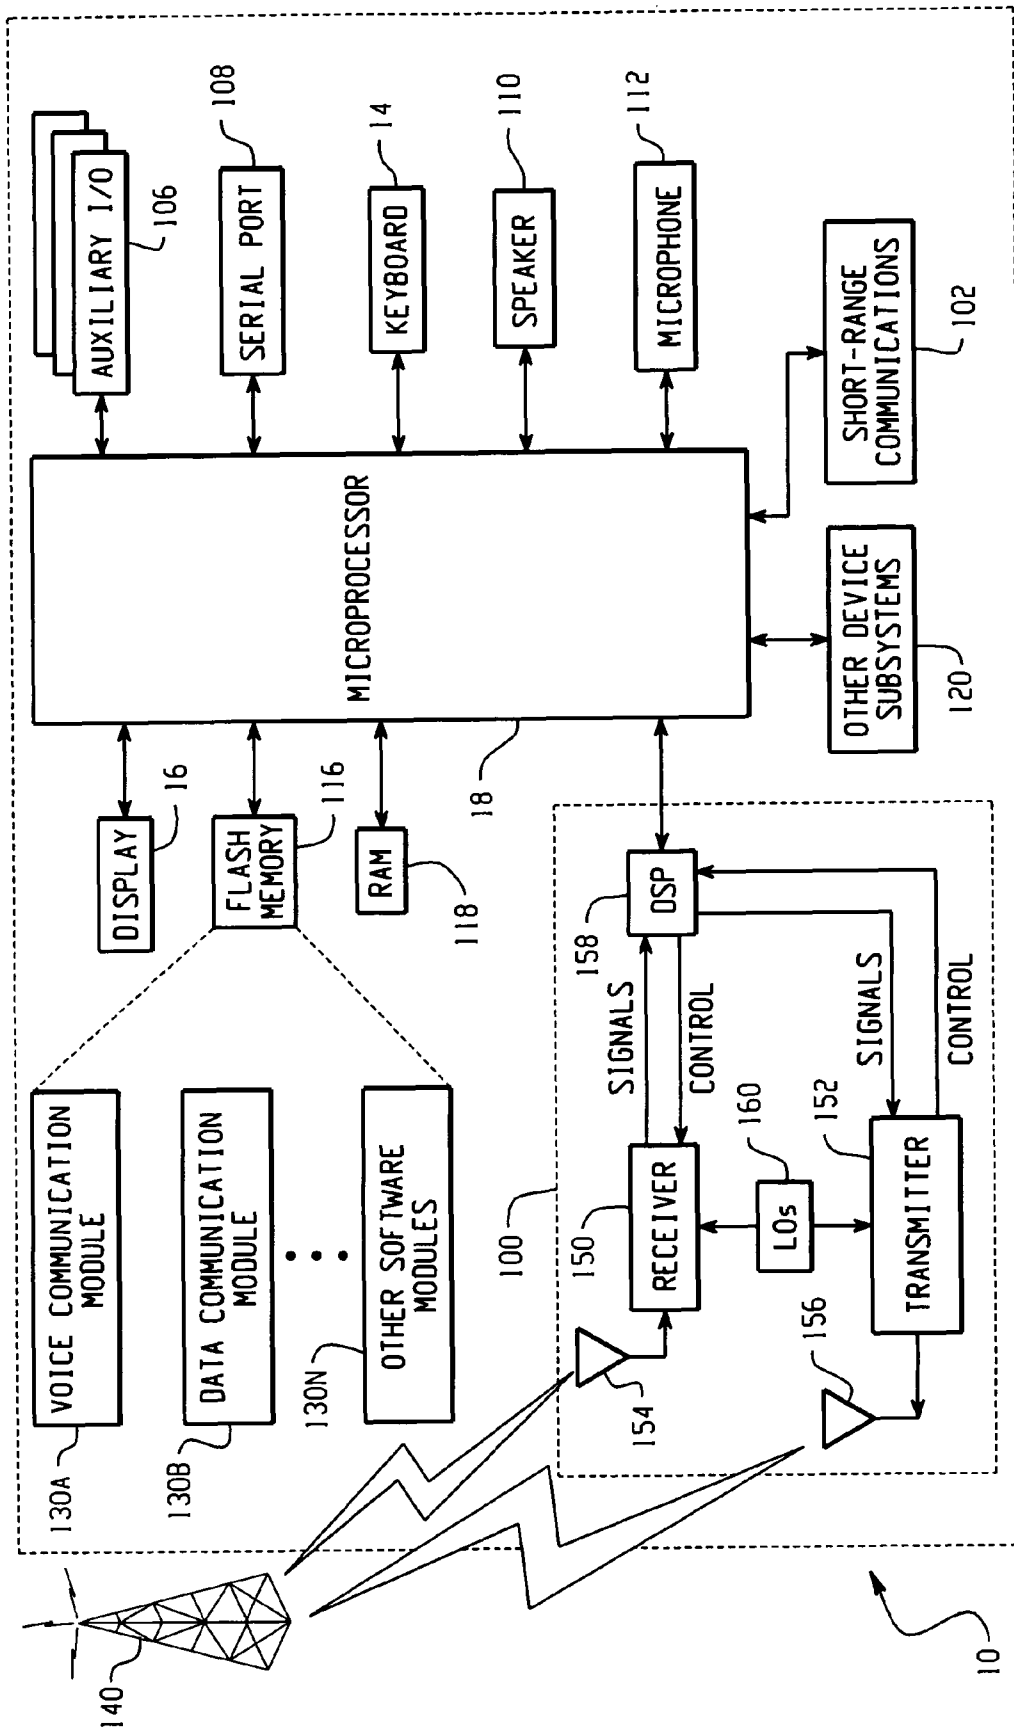 140
130A
VOICE COMMUNICATION
MODULE
130B
DATA COMMUNICATION
MODULE
130N
OTHER SOFTWARE
MODULES
DISPLAY
16
FLASH
MEMORY
116
RAM
118
MICROPROCESSOR
18
AUXILIARY I/O
106
SERIAL PORT
108
KEYBOARD
14
SPEAKER
110
MICROPHONE
112
SHORT-RANGE
COMMUNICATIONS
102
OTHER DEVICE
SUBSYSTEMS
120
100
154
150
RECEIVER
SIGNALS
CONTROL
158
DSP
LOs
160
156
152
TRANSMITTER
SIGNALS
CONTROL
10